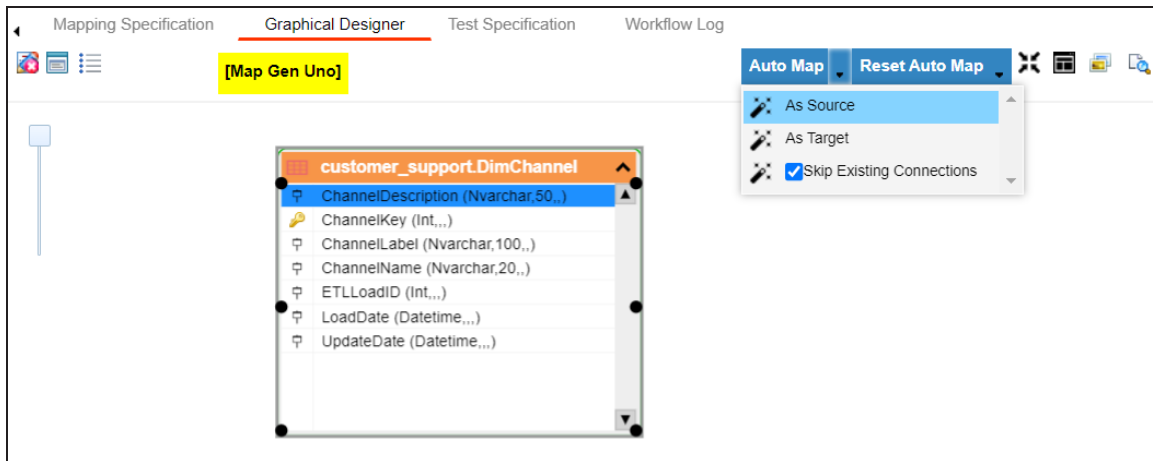 Mapping Specification Graphical Designer Test Specification Workflow Log
[Map Gen Uno] Auto Map Reset Auto Map
As Source
As Target
Skip Existing Connections
customer_support.DimChannel
ChannelDescription (Nvarchar,50,,)
ChannelKey (Int,,,)
ChannelLabel (Nvarchar,100,,)
ChannelName (Nvarchar,20,,)
ETLLoadID (Int,,,)
LoadDate (Datetime,,,)
UpdateDate (Datetime,,,)